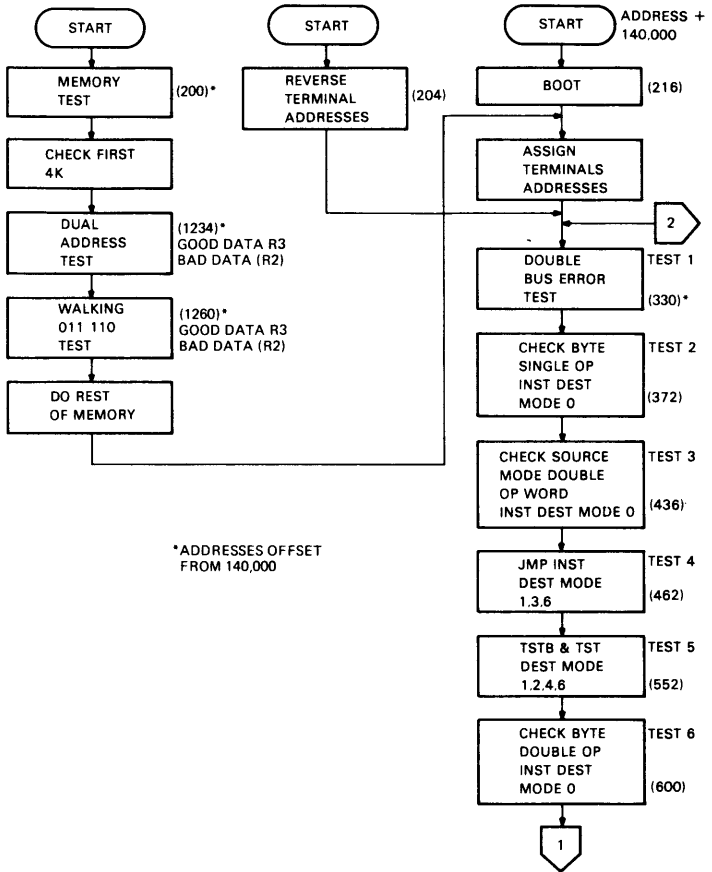 START
MEMORY
TEST
(200)*
CHECK FIRST
4K
DUAL
ADDRESS
TEST
(1234)*
GOOD DATA R3
BAD DATA (R2)
WALKING
011 110
TEST
(1260)*
GOOD DATA R3
BAD DATA (R2)
DO REST
OF MEMORY
*ADDRESSES OFFSET
FROM 140,000
START
REVERSE
TERMINAL
ADDRESSES
(204)
START
ADDRESS +
140,000
BOOT
(216)
ASSIGN
TERMINALS
ADDRESSES
2
DOUBLE
BUS ERROR
TEST
TEST 1
(330)*
CHECK BYTE
SINGLE OP
INST DEST
MODE 0
TEST 2
(372)
CHECK SOURCE
MODE DOUBLE
OP WORD
INST DEST MODE 0
TEST 3
(436)
JMP INST
DEST MODE
1.3.6
TEST 4
(462)
TSTB & TST
DEST MODE
1.2.4.6
TEST 5
(552)
CHECK BYTE
DOUBLE OP
INST DEST
MODE 0
TEST 6
(600)
1